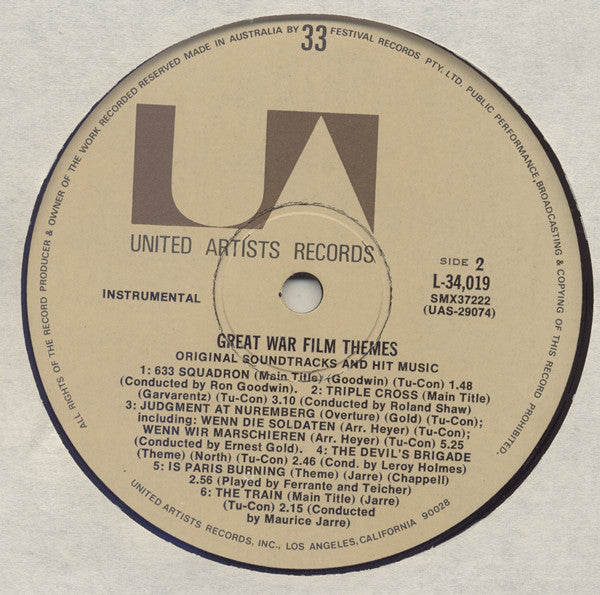 ALL RIGHTS OF THE RECORD PRODUCER & OWNER OF THE WORK RECORDED RESERVED MADE IN AUSTRALIA BY FESTIVAL RECORDS PTY. LTD. PUBLIC PERFORMANCE, BROADCASTING & COPYING OF THIS RECORD PROHIBITED.
33
UA
UNITED ARTISTS RECORDS
SIDE 2
L-34,019
INSTRUMENTAL
SMX37222
(UAS-29074)
GREAT WAR FILM THEMES
ORIGINAL SOUNDTRACKS AND HIT MUSIC
1: 633 SQUADRON (Main Title) (Goodwin) (Tu-Con) 1.48
(Conducted by Ron Goodwin). 2: TRIPLE CROSS (Main Title)
(Garvarentz) (Tu-Con) 3.10 (Conducted by Roland Shaw)
3: JUDGMENT AT NUREMBERG (Overture) (Gold) (Tu-Con);
including: WENN DIE SOLDATEN (Arr. Heyer) (Tu-Con);
WENN WIR MARSCHIEREN (Arr. Heyer) (Tu-Con) 5.25
(Conducted by Ernest Gold). 4: THE DEVIL'S BRIGADE
(Theme) (North) (Tu-Con) 2.46 (Cond. by Leroy Holmes)
5: IS PARIS BURNING (Theme) (Jarre) (Chappell)
2.56 (Played by Ferrante and Teicher)
6: THE TRAIN (Main Title) (Jarre)
(Tu-Con) 2.15 (Conducted
by Maurice Jarre)
UNITED ARTISTS RECORDS, INC., LOS ANGELES, CALIFORNIA 90028